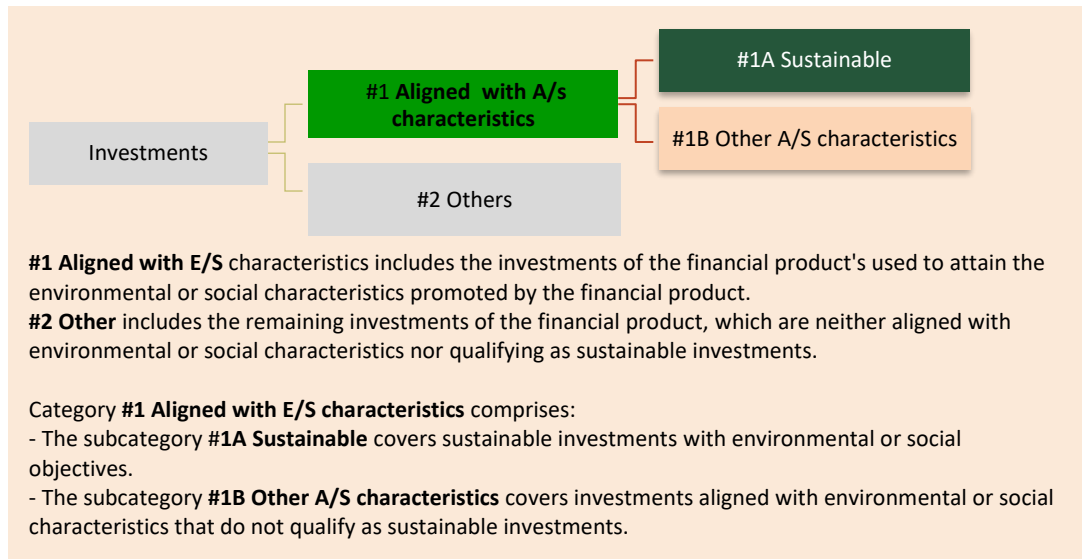 #1A Sustainable
#1 Aligned  with A/s
characteristics
#1B Other A/S characteristics
Investments
#2 Others
#1 Aligned with E/S characteristics includes the investments of the financial product's used to attain the
environmental or social characteristics promoted by the financial product.
#2 Other includes the remaining investments of the financial product, which are neither aligned with
environmental or social characteristics nor qualifying as sustainable investments.
Category #1 Aligned with E/S characteristics comprises:
- The subcategory #1A Sustainable covers sustainable investments with environmental or social
objectives.
- The subcategory #1B Other A/S characteristics covers investments aligned with environmental or social
characteristics that do not qualify as sustainable investments.